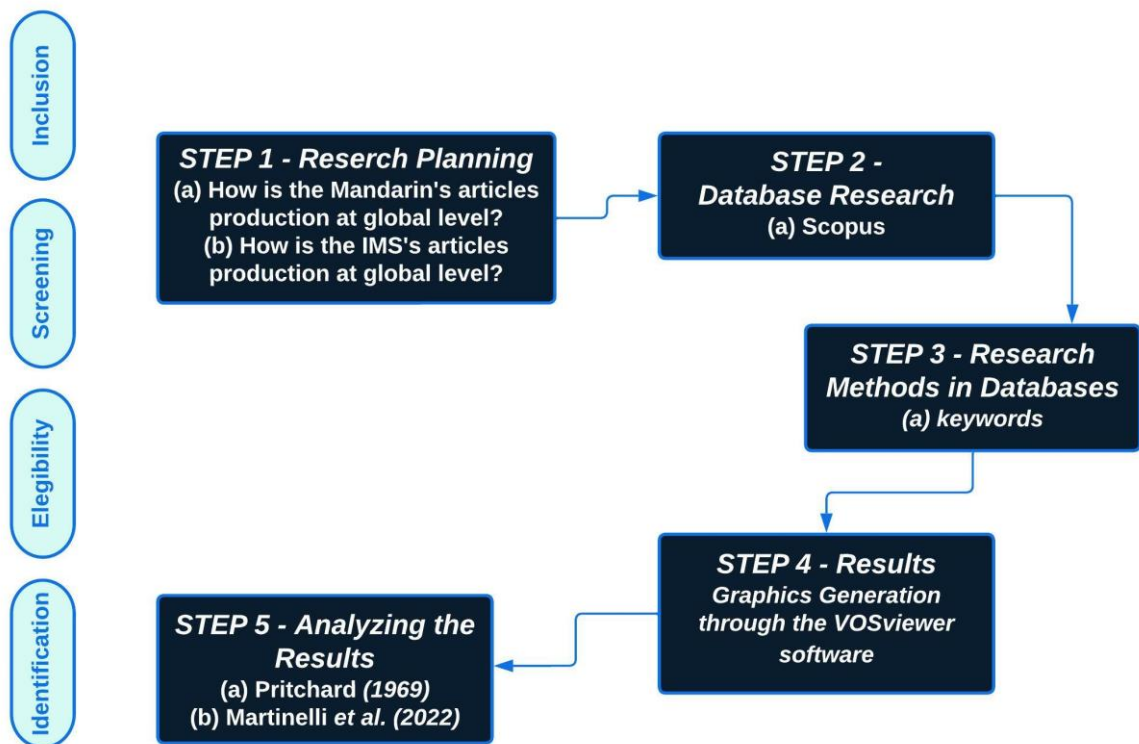 Inclusion
Screening
Elegibility
Identification
STEP 1 - Reserch Planning
(a) How is the Mandarin's articles
production at global level?
(b) How is the IMS's articles
production at global level?
STEP 2 -
Database Research
(a) Scopus
STEP 3 - Research
Methods in Databases
(a) keywords
STEP 4 - Results
Graphics Generation
through the VOSviewer
software
STEP 5 - Analyzing the
Results
(a) Pritchard (1969)
(b) Martinelli et al. (2022)